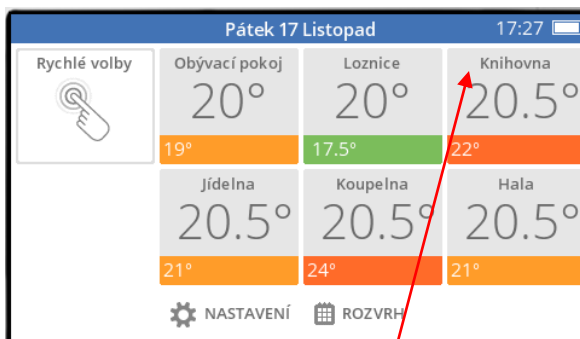 Pátek 17 Listopad 17:27
Rychlé volby
Obývací pokoj
20°
19°
Loznice
20°
17.5°
Knihovna
20.5°
22°
Jídelna
20.5°
21°
Koupelna
20.5°
24°
Hala
20.5°
21°
NASTAVENÍ
ROZVRH